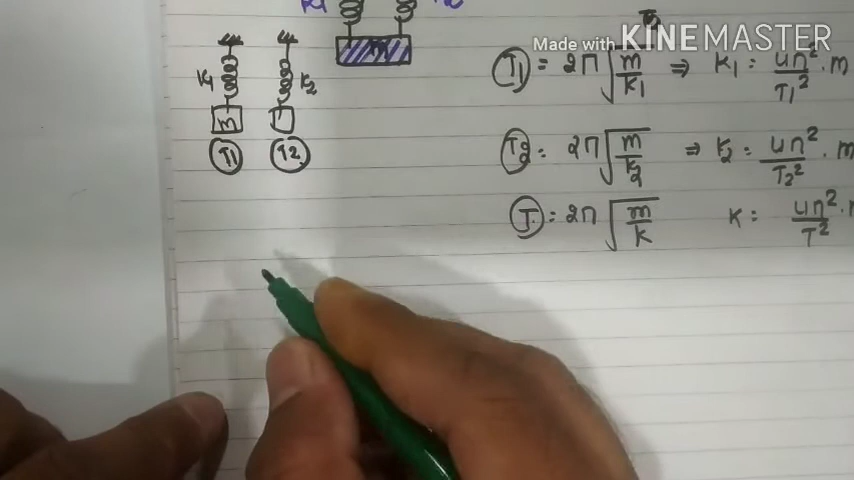 Made with KINEMASTER
K1
m
K1 K2
m
T1 T2
T1 = 2π √m/K1 ⇒ K1 = 4π²/T1² . m
T2 = 2π √m/K2 ⇒ K2 = 4π²/T2² . m
T = 2π √m/K K = 4π²/T² .